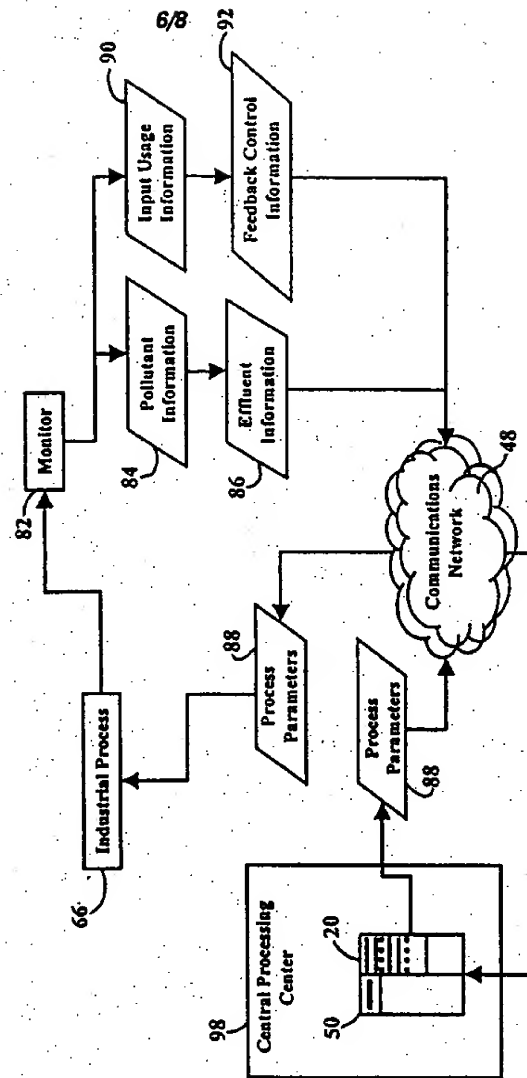 6/8
82
Monitor
84
Pollutant
Information
90
Input Usage
Information
86
Effluent
Information
92
Feedback Control
Information
66
Industrial Process
88
Process
Parameters
Communications
Network
48
Process
Parameters
88
98
Central Processing
Center
50
20